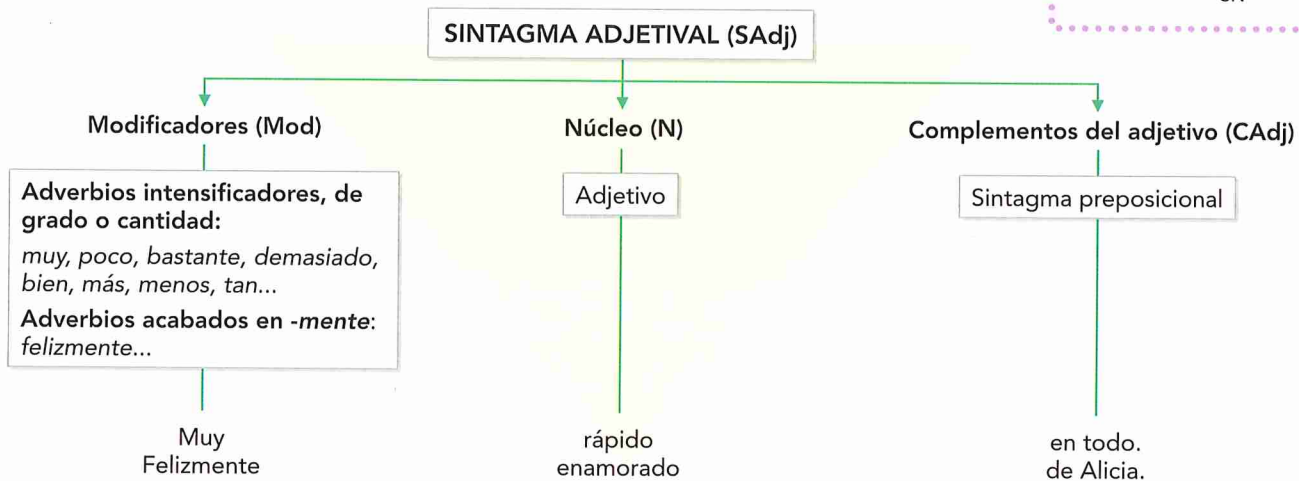 SINTAGMA ADJETIVAL (SAdj)
Modificadores (Mod)
Núcleo (N)
Complementos del adjetivo (CAdj)
Adverbios intensificadores, de
grado o cantidad:
muy, poco, bastante, demasiado,
bien, más, menos, tan...
Adverbios acabados en -mente:
felizmente...
Adjetivo
Sintagma preposicional
Muy
Felizmente
rápido
enamorado
en todo.
de Alicia.